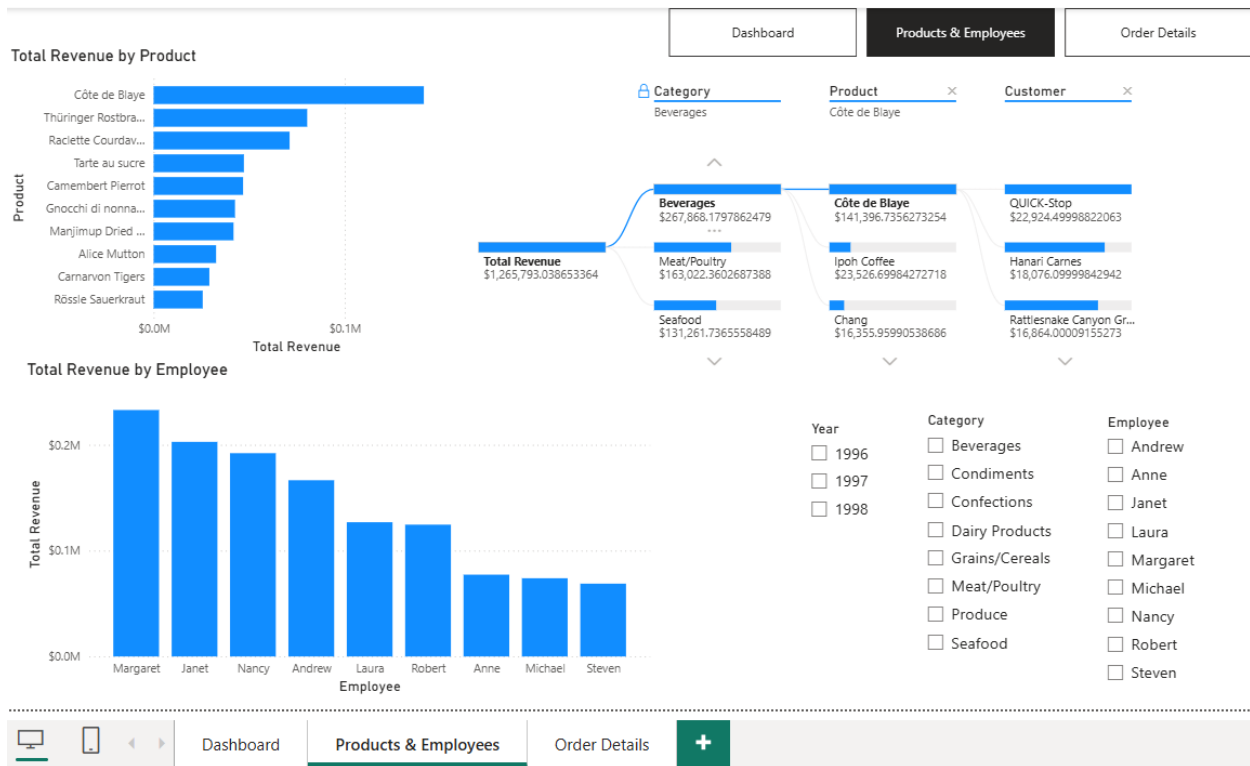 Dashboard
Products & Employees
Order Details
Total Revenue by Product
Product
Côte de Blaye
Thüringer Rostbra...
Raclette Courdav...
Tarte au sucre
Camembert Pierrot
Gnocchi di nonna...
Manjimup Dried ...
Alice Mutton
Carnarvon Tigers
Rössle Sauerkraut
$0.0M
$0.1M
Total Revenue
Category
Beverages
Product
Côte de Blaye
Customer
Total Revenue
$1,265,793.038653364
Beverages
$267,868.1797862479
Meat/Poultry
$163,022.3602687388
Seafood
$131,261.7365558489
Côte de Blaye
$141,396.7356273254
Ipoh Coffee
$23,526.69984272718
Chang
$16,355.95990538686
QUICK-Stop
$22,924.49998822063
Hanari Carnes
$18,076.09999842942
Rattlesnake Canyon Gr...
$16,864.00009155273
Total Revenue by Employee
Total Revenue
$0.2M
$0.1M
$0.0M
Margaret
Janet
Nancy
Andrew
Laura
Robert
Anne
Michael
Steven
Employee
Year
1996
1997
1998
Category
Beverages
Condiments
Confections
Dairy Products
Grains/Cereals
Meat/Poultry
Produce
Seafood
Employee
Andrew
Anne
Janet
Laura
Margaret
Michael
Nancy
Robert
Steven
Dashboard
Products & Employees
Order Details